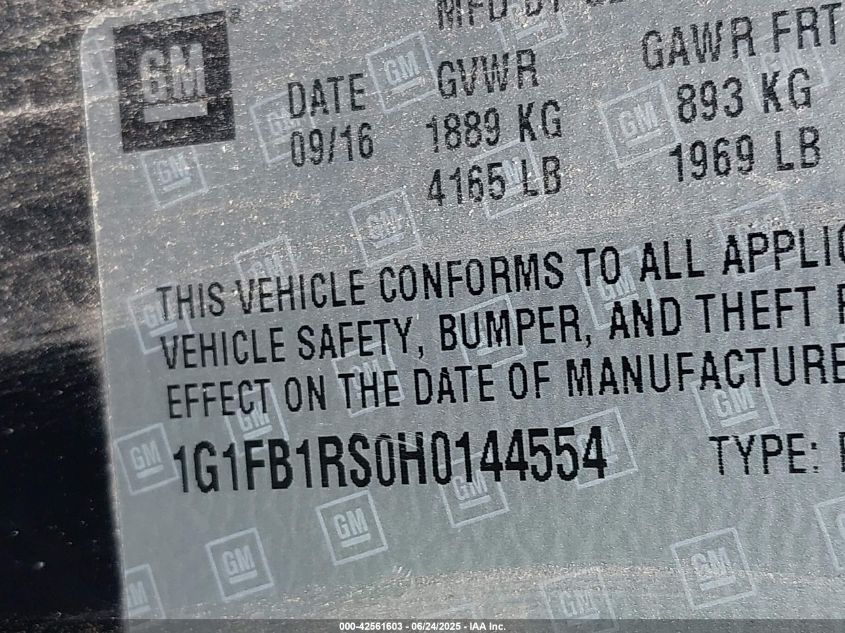 GM
MFD BY
DATE GVWR GAWR FRT
09/16 1889 KG 893 KG
4165 LB 1969 LB
THIS VEHICLE CONFORMS TO ALL
VEHICLE SAFETY, BUMPER, AND THEFT
EFFECT ON THE DATE OF MANUFACTURE
1G1FB1RS0H0144554 TYPE:
000-42561603 - 06/24/2025 - IAA Inc.